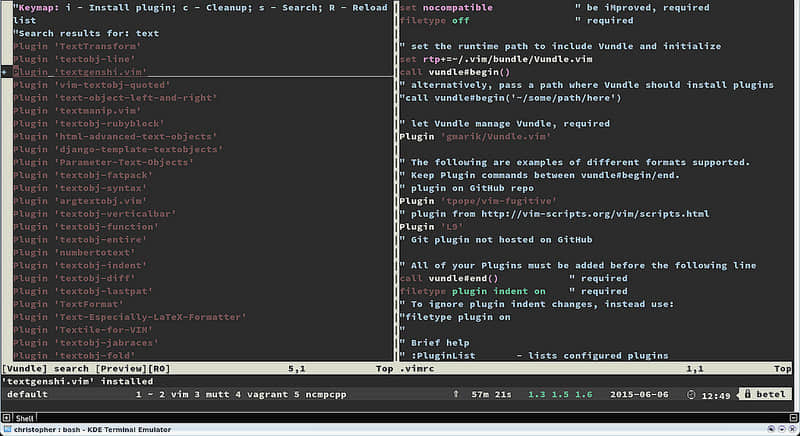 "Keymap: i - Install plugin; c - Cleanup; s - Search; R - Reload
list
"Search results for: text
Plugin 'TextTransform'
Plugin 'textobj-line'
+ Plugin 'textgenshi.vim'
Plugin 'vim-textobj-quoted'
Plugin 'text-object-left-and-right'
Plugin 'textmanip.vim'
Plugin 'textobj-rubyblock'
Plugin 'html-advanced-text-objects'
Plugin 'django-template-textobjects'
Plugin 'Parameter-Text-Objects'
Plugin 'textobj-fatpack'
Plugin 'textobj-syntax'
Plugin 'argtextobj.vim'
Plugin 'textobj-verticalbar'
Plugin 'textobj-function'
Plugin 'textobj-entire'
Plugin 'numbertotext'
Plugin 'textobj-indent'
Plugin 'textobj-diff'
Plugin 'textobj-lastpat'
Plugin 'TextFormat'
Plugin 'Text-Especially-LaTeX-Formatter'
Plugin 'Textile-for-VIM'
Plugin 'textobj-jabraces'
Plugin 'textobj-fold'
[Vundle] search [Preview][RO] 5,1 Top
set nocompatible " be iMproved, required
filetype off " required
" set the runtime path to include Vundle and initialize
set rtp+=~/.vim/bundle/Vundle.vim
call vundle#begin()
" alternatively, pass a path where Vundle should install plugins
"call vundle#begin('~/some/path/here')
" let Vundle manage Vundle, required
Plugin 'gmarik/Vundle.vim'
" The following are examples of different formats supported.
" Keep Plugin commands between vundle#begin/end.
" plugin on GitHub repo
Plugin 'tpope/vim-fugitive'
" plugin from http://vim-scripts.org/vim/scripts.html
Plugin 'L9'
" Git plugin not hosted on GitHub
" All of your Plugins must be added before the following line
call vundle#end() " required
filetype plugin indent on " required
" To ignore plugin indent changes, instead use:
"filetype plugin on
"
" Brief help
" :PluginList - lists configured plugins
.vimrc 1,1 Top
'textgenshi.vim' installed
default 1 - 2 vim 3 mutt 4 vagrant 5 ncmpcpp ↑ 57m 21s 1.3 1.5 1.6 2015-06-06 12:49 betel
Shell
christopher : bosh - KDE Terminal Emulator